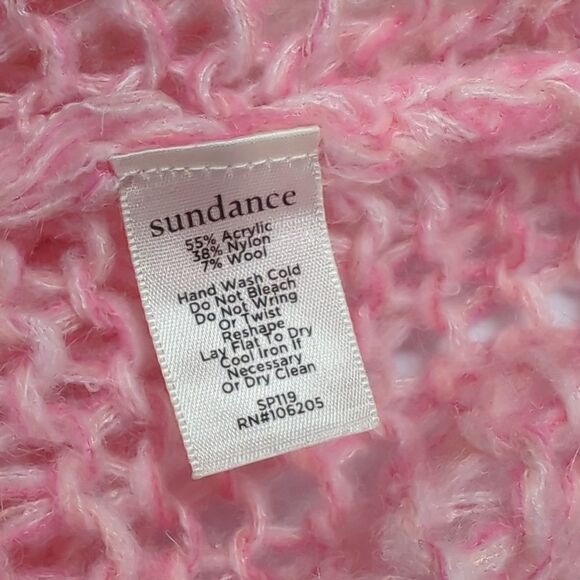 sundance
55% Acrylic
38% Nylon
7% Wool
Hand Wash Cold
Do Not Bleach
Do Not Wring
Or Twist
Reshape
Lay Flat To Dry
Cool Iron If
Necessary
Or Dry Clean
SP119
RN#106205